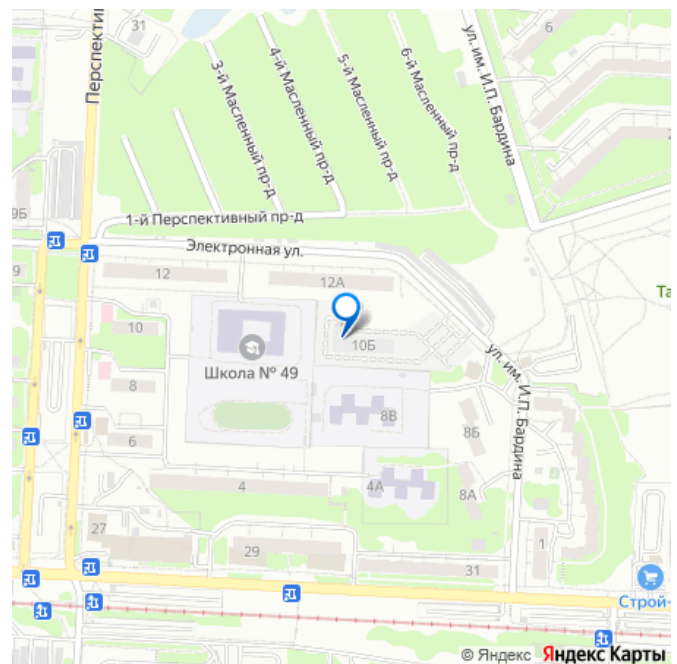 31
Перспектив
3-й Масленный пр-д
4-й Масленный пр-д
5-й Масленный пр-д
6-й Масленный пр-д
ул. им. И.П. Бардина
6
2
9Б
1-й Перспективный пр-д
Электронная ул.
9
12
12А
Та
10
10Б
Школа № 49
ул. им. И.П. Бардина
8
8В
8Б
6
4
4А
8А
27
29
31
1
Строй-
© Яндекс Яндекс Карты